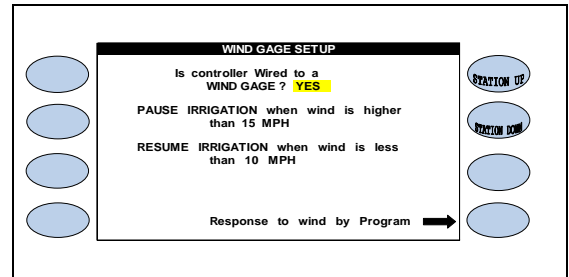 WIND GAGE SETUP
Is controller Wired to a
WIND GAGE ? YES
PAUSE IRRIGATION when wind is higher
than 15 MPH
RESUME IRRIGATION when wind is less
than 10 MPH
Response to wind by Program
STATION UP
STATION DOWN